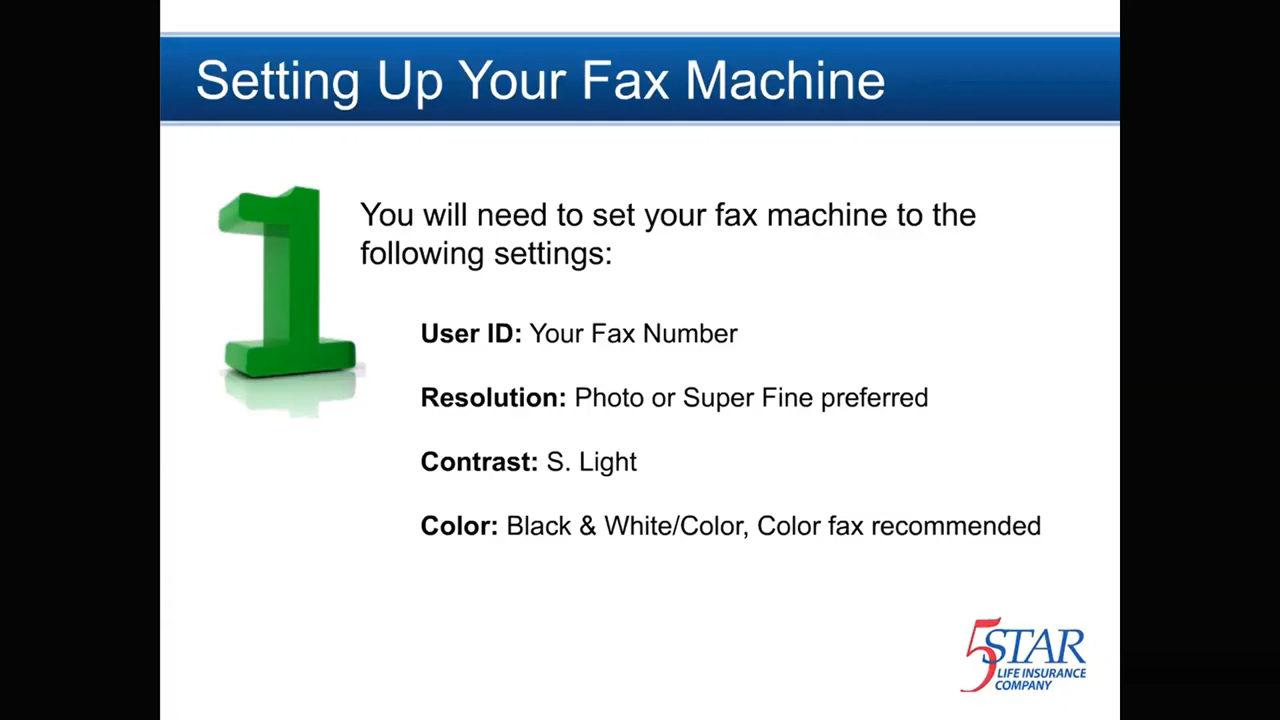 Setting Up Your Fax Machine
1
You will need to set your fax machine to the
following settings:
User ID: Your Fax Number
Resolution: Photo or Super Fine preferred
Contrast: S. Light
Color: Black & White/Color, Color fax recommended
5STAR
LIFE INSURANCE
COMPANY